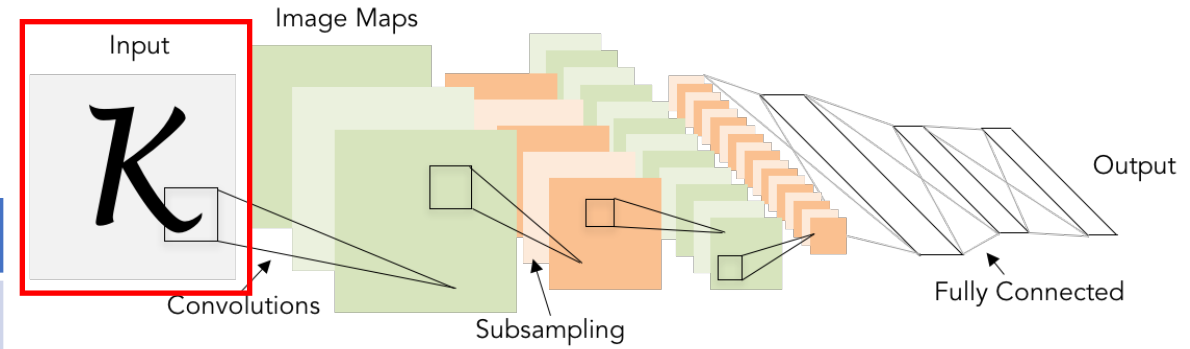 Image Maps
Input
K
Output
Convolutions
Subsampling
Fully Connected